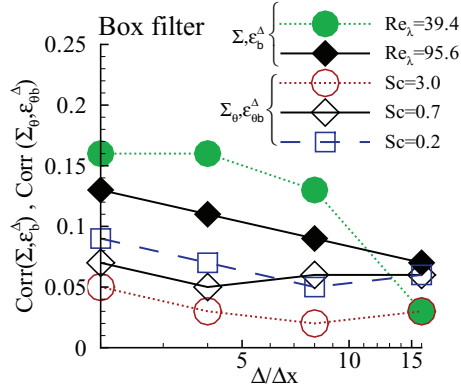 Box filter
Σ,ε_b^Δ
Re_λ=39.4
Re_λ=95.6
Σ_θ,ε_θb^Δ
Sc=3.0
Sc=0.7
Sc=0.2
Corr(Σ,ε_b^Δ) , Corr (Σ_θ,ε_θb^Δ)
0.25
0.2
0.15
0.1
0.05
0
5
10
15
Δ/Δx